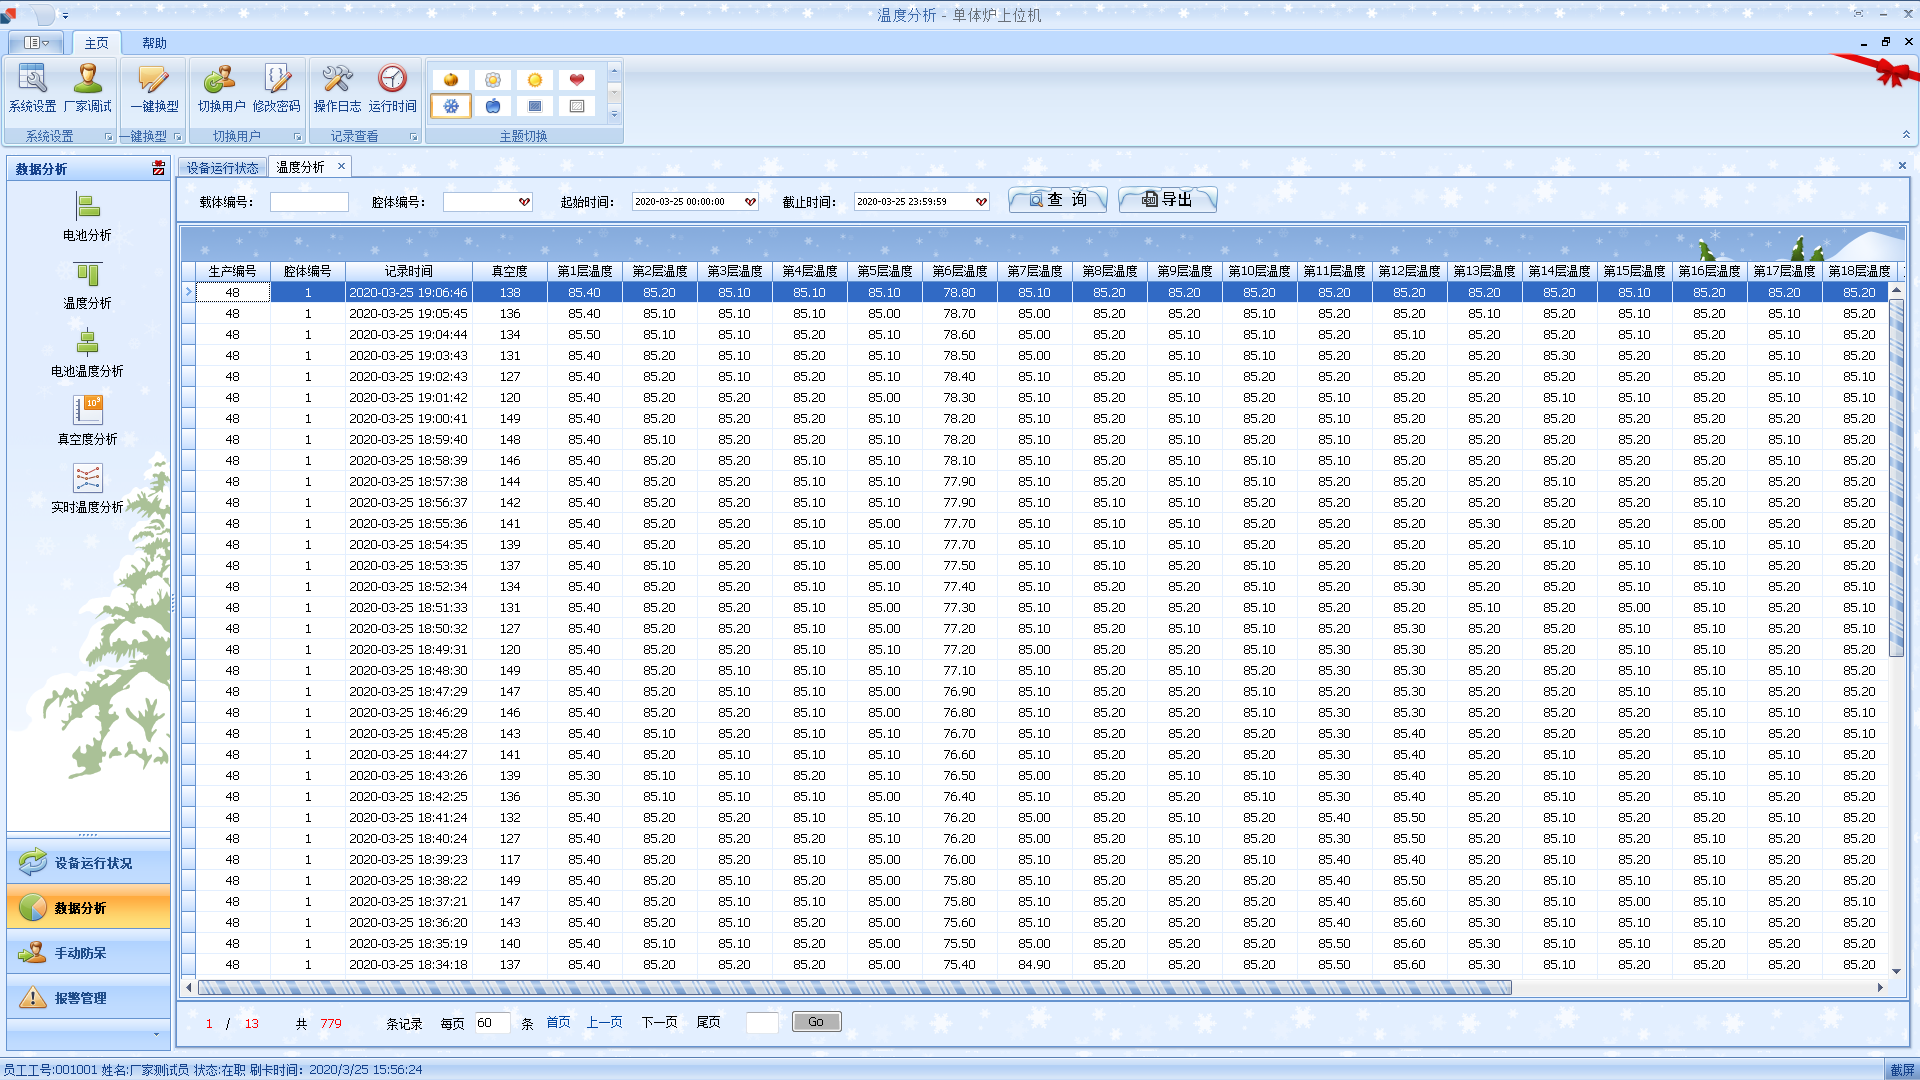 温度分析 - 单体炉上位机
主页 帮助
系统设置 厂家调试 一键换型 切换用户 修改密码 操作日志 运行时间
系统设置 一键换型 切换用户 记录查看 主题切换
数据分析
电池分析
温度分析
电池温度分析
真空度分析
实时温度分析
设备运行状况
数据分析
手动防呆
报警管理
设备运行状态 温度分析
载体编号： 腔体编号： 起始时间： 2020-03-25 00:00:00 截止时间： 2020-03-25 23:59:59 查 询 导出
生产编号 腔体编号 记录时间 真空度 第1层温度 第2层温度 第3层温度 第4层温度 第5层温度 第6层温度 第7层温度 第8层温度 第9层温度 第10层温度 第11层温度 第12层温度 第13层温度 第14层温度 第15层温度 第16层温度 第17层温度 第18层温度
48 1 2020-03-25 19:06:46 138 85.40 85.20 85.10 85.10 85.10 78.80 85.10 85.20 85.20 85.10 85.20 85.20 85.20 85.20 85.10 85.20 85.20 85.20
48 1 2020-03-25 19:05:45 136 85.40 85.10 85.10 85.10 85.00 78.70 85.00 85.20 85.20 85.10 85.10 85.20 85.10 85.20 85.10 85.20 85.10 85.20
48 1 2020-03-25 19:04:44 134 85.50 85.10 85.10 85.20 85.10 78.60 85.00 85.20 85.10 85.20 85.20 85.10 85.20 85.10 85.10 85.10 85.20 85.20
48 1 2020-03-25 19:03:43 131 85.40 85.20 85.10 85.20 85.10 78.50 85.00 85.20 85.10 85.10 85.20 85.20 85.20 85.30 85.20 85.20 85.10 85.20
48 1 2020-03-25 19:02:43 127 85.40 85.20 85.10 85.20 85.10 78.40 85.10 85.20 85.10 85.20 85.20 85.20 85.20 85.20 85.10 85.20 85.10 85.10
48 1 2020-03-25 19:01:42 120 85.40 85.20 85.20 85.20 85.00 78.30 85.10 85.20 85.20 85.20 85.10 85.20 85.20 85.10 85.10 85.20 85.20 85.10
48 1 2020-03-25 19:00:41 149 85.40 85.20 85.20 85.20 85.10 78.20 85.10 85.20 85.10 85.20 85.20 85.10 85.20 85.20 85.20 85.10 85.10 85.20
48 1 2020-03-25 18:59:40 148 85.40 85.10 85.20 85.10 85.10 78.20 85.10 85.20 85.20 85.10 85.10 85.20 85.20 85.20 85.20 85.10 85.20 85.20
48 1 2020-03-25 18:58:39 146 85.40 85.20 85.20 85.10 85.10 78.10 85.10 85.20 85.10 85.10 85.10 85.20 85.10 85.20 85.20 85.20 85.10 85.20
48 1 2020-03-25 18:57:38 144 85.40 85.20 85.20 85.10 85.10 77.90 85.10 85.20 85.20 85.10 85.20 85.20 85.20 85.10 85.20 85.20 85.20 85.20
48 1 2020-03-25 18:56:37 142 85.40 85.20 85.20 85.10 85.10 77.90 85.10 85.10 85.10 85.20 85.20 85.20 85.20 85.20 85.20 85.10 85.20 85.20
48 1 2020-03-25 18:55:36 141 85.40 85.20 85.20 85.10 85.00 77.70 85.10 85.10 85.10 85.20 85.20 85.20 85.30 85.20 85.20 85.00 85.20 85.20
48 1 2020-03-25 18:54:35 139 85.40 85.20 85.20 85.10 85.10 77.70 85.10 85.10 85.10 85.20 85.20 85.20 85.20 85.10 85.20 85.10 85.10 85.20
48 1 2020-03-25 18:53:35 137 85.40 85.10 85.20 85.10 85.00 77.50 85.10 85.10 85.20 85.10 85.20 85.20 85.20 85.20 85.10 85.10 85.20 85.20
48 1 2020-03-25 18:52:34 134 85.40 85.20 85.20 85.10 85.10 77.40 85.10 85.20 85.20 85.10 85.20 85.30 85.20 85.20 85.20 85.10 85.20 85.10
48 1 2020-03-25 18:51:33 131 85.40 85.20 85.20 85.10 85.00 77.30 85.10 85.20 85.20 85.10 85.20 85.20 85.10 85.20 85.00 85.10 85.20 85.10
48 1 2020-03-25 18:50:32 127 85.40 85.20 85.20 85.10 85.00 77.20 85.10 85.20 85.10 85.10 85.20 85.30 85.20 85.20 85.10 85.10 85.20 85.10
48 1 2020-03-25 18:49:31 120 85.40 85.20 85.20 85.10 85.10 77.20 85.00 85.20 85.20 85.10 85.30 85.30 85.20 85.20 85.20 85.10 85.20 85.20
48 1 2020-03-25 18:48:30 149 85.40 85.20 85.10 85.10 85.10 77.10 85.10 85.20 85.10 85.20 85.30 85.30 85.20 85.20 85.10 85.10 85.10 85.20
48 1 2020-03-25 18:47:29 147 85.40 85.20 85.10 85.10 85.00 76.90 85.10 85.20 85.20 85.10 85.20 85.30 85.20 85.20 85.10 85.10 85.20 85.20
48 1 2020-03-25 18:46:29 146 85.40 85.20 85.20 85.10 85.00 76.80 85.10 85.20 85.20 85.10 85.30 85.30 85.20 85.20 85.20 85.10 85.10 85.10
48 1 2020-03-25 18:45:28 143 85.40 85.10 85.20 85.10 85.10 76.70 85.10 85.20 85.20 85.20 85.30 85.40 85.20 85.20 85.10 85.20 85.20 85.10
48 1 2020-03-25 18:44:27 141 85.40 85.20 85.10 85.10 85.10 76.60 85.10 85.20 85.20 85.20 85.30 85.40 85.20 85.10 85.20 85.10 85.10 85.20
48 1 2020-03-25 18:43:26 139 85.30 85.10 85.10 85.20 85.10 76.50 85.00 85.20 85.10 85.10 85.30 85.40 85.20 85.10 85.20 85.20 85.10 85.20
48 1 2020-03-25 18:42:25 136 85.30 85.10 85.10 85.10 85.00 76.40 85.10 85.20 85.20 85.10 85.30 85.40 85.20 85.10 85.20 85.10 85.20 85.20
48 1 2020-03-25 18:41:24 132 85.40 85.20 85.20 85.10 85.10 76.20 85.00 85.20 85.10 85.20 85.40 85.50 85.20 85.10 85.10 85.20 85.20 85.20
48 1 2020-03-25 18:40:24 127 85.40 85.20 85.20 85.20 85.10 76.20 85.00 85.20 85.20 85.10 85.30 85.50 85.20 85.20 85.20 85.10 85.20 85.20
48 1 2020-03-25 18:39:23 117 85.40 85.20 85.10 85.20 85.00 76.00 85.10 85.20 85.20 85.10 85.40 85.40 85.20 85.10 85.20 85.20 85.20 85.20
48 1 2020-03-25 18:38:22 149 85.40 85.20 85.10 85.20 85.00 75.80 85.10 85.20 85.20 85.20 85.40 85.50 85.20 85.10 85.10 85.20 85.20 85.20
48 1 2020-03-25 18:37:21 147 85.40 85.20 85.10 85.10 85.00 75.80 85.10 85.20 85.20 85.20 85.40 85.60 85.30 85.10 85.00 85.10 85.20 85.10
48 1 2020-03-25 18:36:20 143 85.40 85.20 85.10 85.20 85.00 75.60 85.10 85.20 85.20 85.20 85.40 85.60 85.30 85.10 85.10 85.10 85.20 85.20
48 1 2020-03-25 18:35:19 140 85.40 85.10 85.10 85.20 85.00 75.50 85.00 85.20 85.20 85.20 85.50 85.60 85.30 85.10 85.10 85.20 85.20 85.20
48 1 2020-03-25 18:34:18 137 85.40 85.20 85.20 85.20 85.00 75.40 84.90 85.20 85.20 85.20 85.50 85.60 85.30 85.10 85.20 85.20 85.20 85.20
1 / 13 共 779 条记录 每页 60 条 首页 上一页 下一页 尾页 Go
员工工号:001001 姓名:厂家测试员 状态:在职 刷卡时间：2020/3/25 15:56:24 截屏